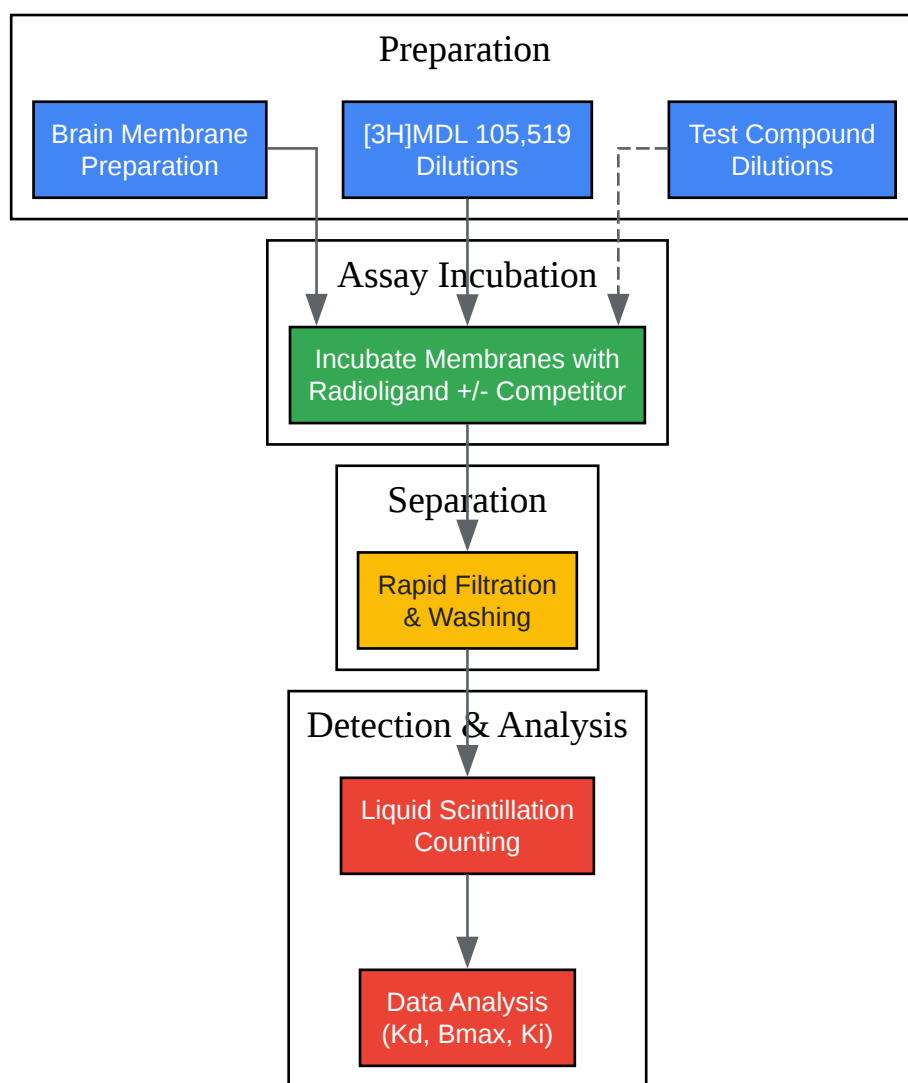 Preparation
Brain Membrane
Preparation
[3H]MDL 105,519
Dilutions
Test Compound
Dilutions
Assay Incubation
Incubate Membranes with
Radioligand +/- Competitor
Separation
Rapid Filtration
& Washing
Detection & Analysis
Liquid Scintillation
Counting
Data Analysis
(Kd, Bmax, Ki)